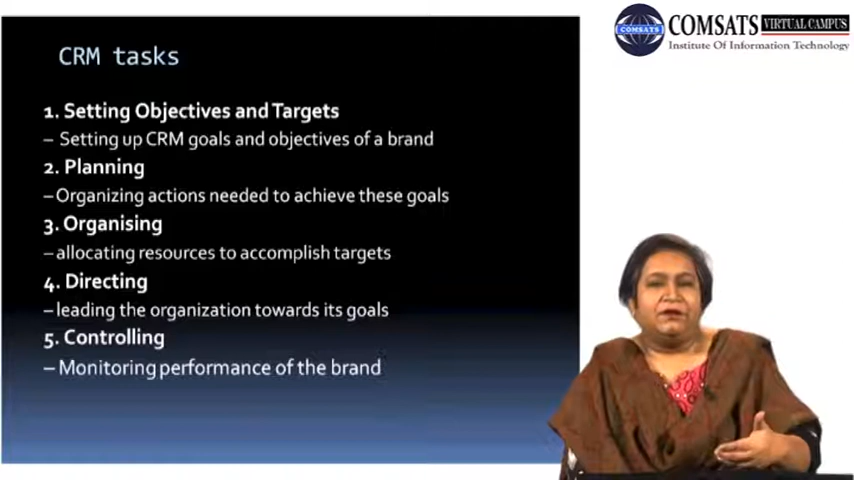 CRM tasks
1. Setting Objectives and Targets
– Setting up CRM goals and objectives of a brand
2. Planning
–Organizing actions needed to achieve these goals
3. Organising
–allocating resources to accomplish targets
4. Directing
–leading the organization towards its goals
5. Controlling
– Monitoring performance of the brand
COMSATS
COMSATS VIRTUAL CAMPUS
Institute Of Information Technology